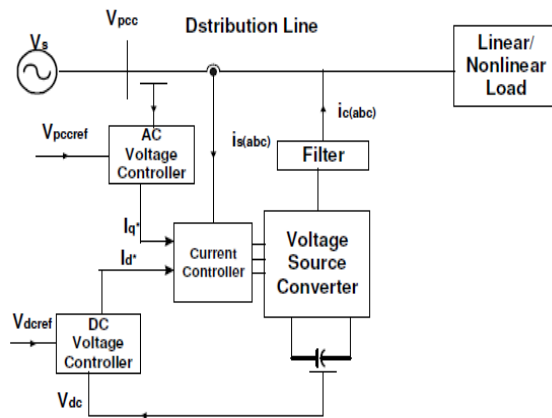 Vpcc
Dstribution Line
Vs
Linear/
Nonlinear
Load
ic(abc)
Vpccref
AC
Voltage
Controller
is(abc)
Filter
Iq*
Current
Controller
Voltage
Source
Converter
Id*
Vdcref
DC
Voltage
Controller
Vdc